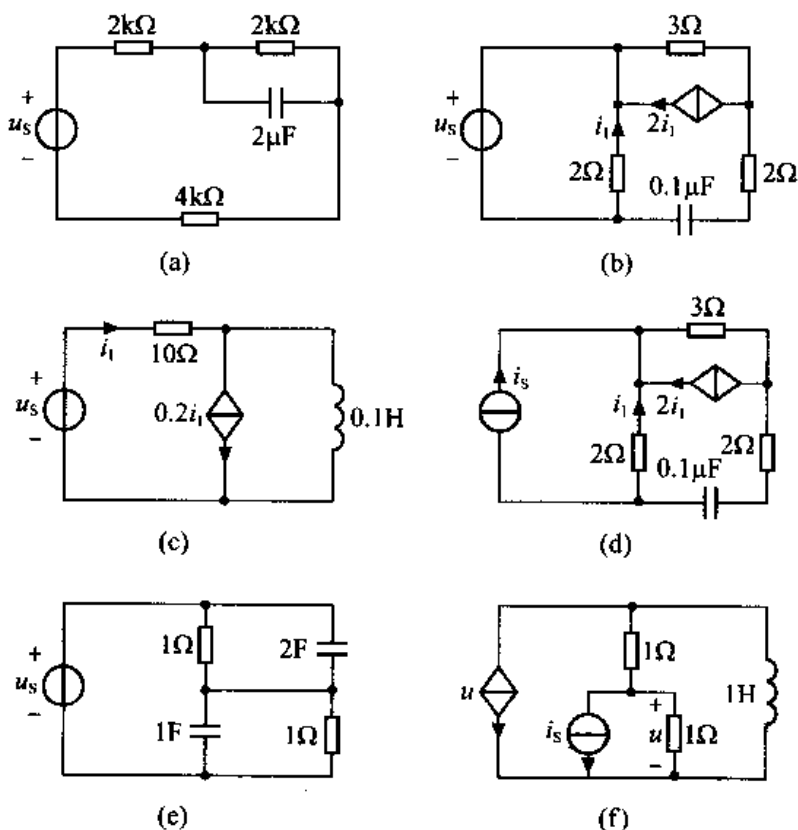 2kΩ 2kΩ
+
u_S
−
2μF
4kΩ
(a)
3Ω
+
u_S
−
i_1 2i_1
2Ω 0.1μF 2Ω
(b)
i_1 10Ω
+
u_S
−
0.2i_1 0.1H
(c)
3Ω
i_S
i_1 2i_1
2Ω 0.1μF 2Ω
(d)
+
u_S
−
1Ω 2F
1F 1Ω
(e)
1Ω
u 1H
i_S
+
u 1Ω
−
(f)